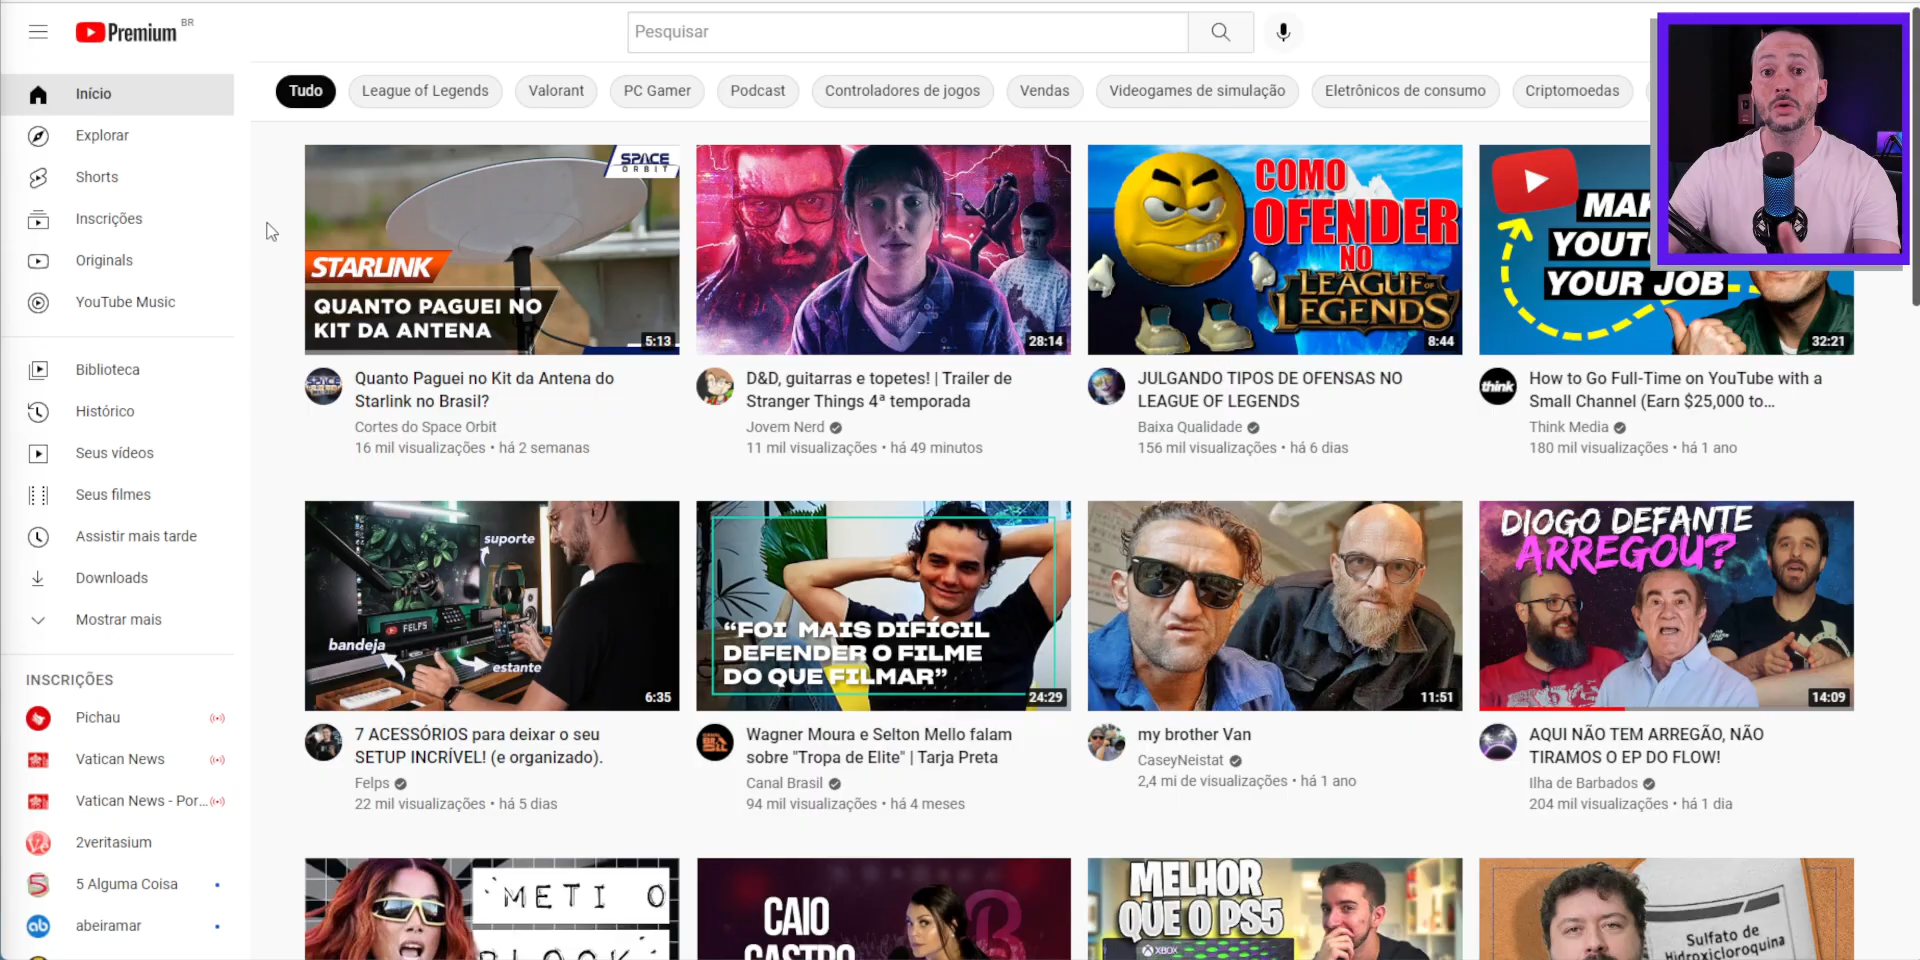 Premium BR
Pesquisar
Início
Explorar
Shorts
Inscrições
Originals
YouTube Music
Biblioteca
Histórico
Seus vídeos
Seus filmes
Assistir mais tarde
Downloads
Mostrar mais
INSCRIÇÕES
Pichau
Vatican News
Vatican News - Por...
2veritasium
5 Alguma Coisa
abeiramar
Tudo
League of Legends
Valorant
PC Gamer
Podcast
Controladores de jogos
Vendas
Videogames de simulação
Eletrônicos de consumo
Criptomoedas
SPACE
ORBIT
STARLINK
QUANTO PAGUEI NO
KIT DA ANTENA
5:13
Quanto Paguei no Kit da Antena do
Starlink no Brasil?
Cortes do Space Orbit
16 mil visualizações • há 2 semanas
28:14
D&D, guitarras e topetes! | Trailer de
Stranger Things 4ª temporada
Jovem Nerd
11 mil visualizações • há 49 minutos
COMO
OFENDER
NO
LEAGUE OF
LEGENDS
8:44
JULGANDO TIPOS DE OFENSAS NO
LEAGUE OF LEGENDS
Baixa Qualidade
156 mil visualizações • há 6 dias
YOUR JOB
32:21
think
How to Go Full-Time on YouTube with a
Small Channel (Earn $25,000 to...
Think Media
180 mil visualizações • há 1 ano
suporte
FELPS
bandeja
estante
6:35
7 ACESSÓRIOS para deixar o seu
SETUP INCRÍVEL! (e organizado).
Felps
22 mil visualizações • há 5 dias
“FOI MAIS DIFÍCIL
DEFENDER O FILME
DO QUE FILMAR”
24:29
Wagner Moura e Selton Mello falam
sobre "Tropa de Elite" | Tarja Preta
Canal Brasil
94 mil visualizações • há 4 meses
11:51
my brother Van
CaseyNeistat
2,4 mi de visualizações • há 1 ano
DIOGO DEFANTE
ARREGOU?
14:09
AQUI NÃO TEM ARREGÃO, NÃO
TIRAMOS O EP DO FLOW!
Ilha de Barbados
204 mil visualizações • há 1 dia
METI O
BLOCK
CAIO
CASTRO
MELHOR
QUE O PS5
XBOX
Sulfato de
Hidroxicloroquina